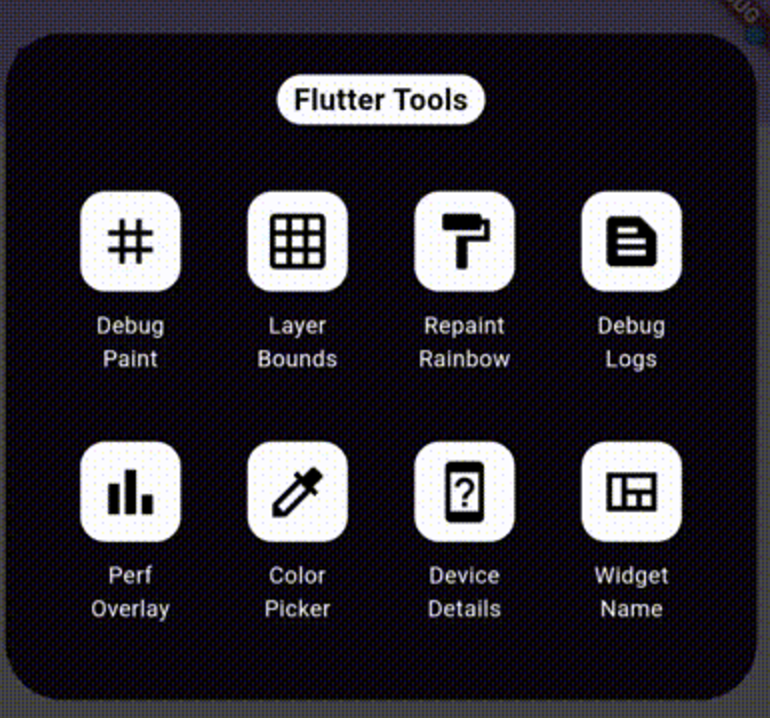 Flutter Tools
Debug
Paint
Layer
Bounds
Repaint
Rainbow
Debug
Logs
Perf
Overlay
Color
Picker
Device
Details
Widget
Name